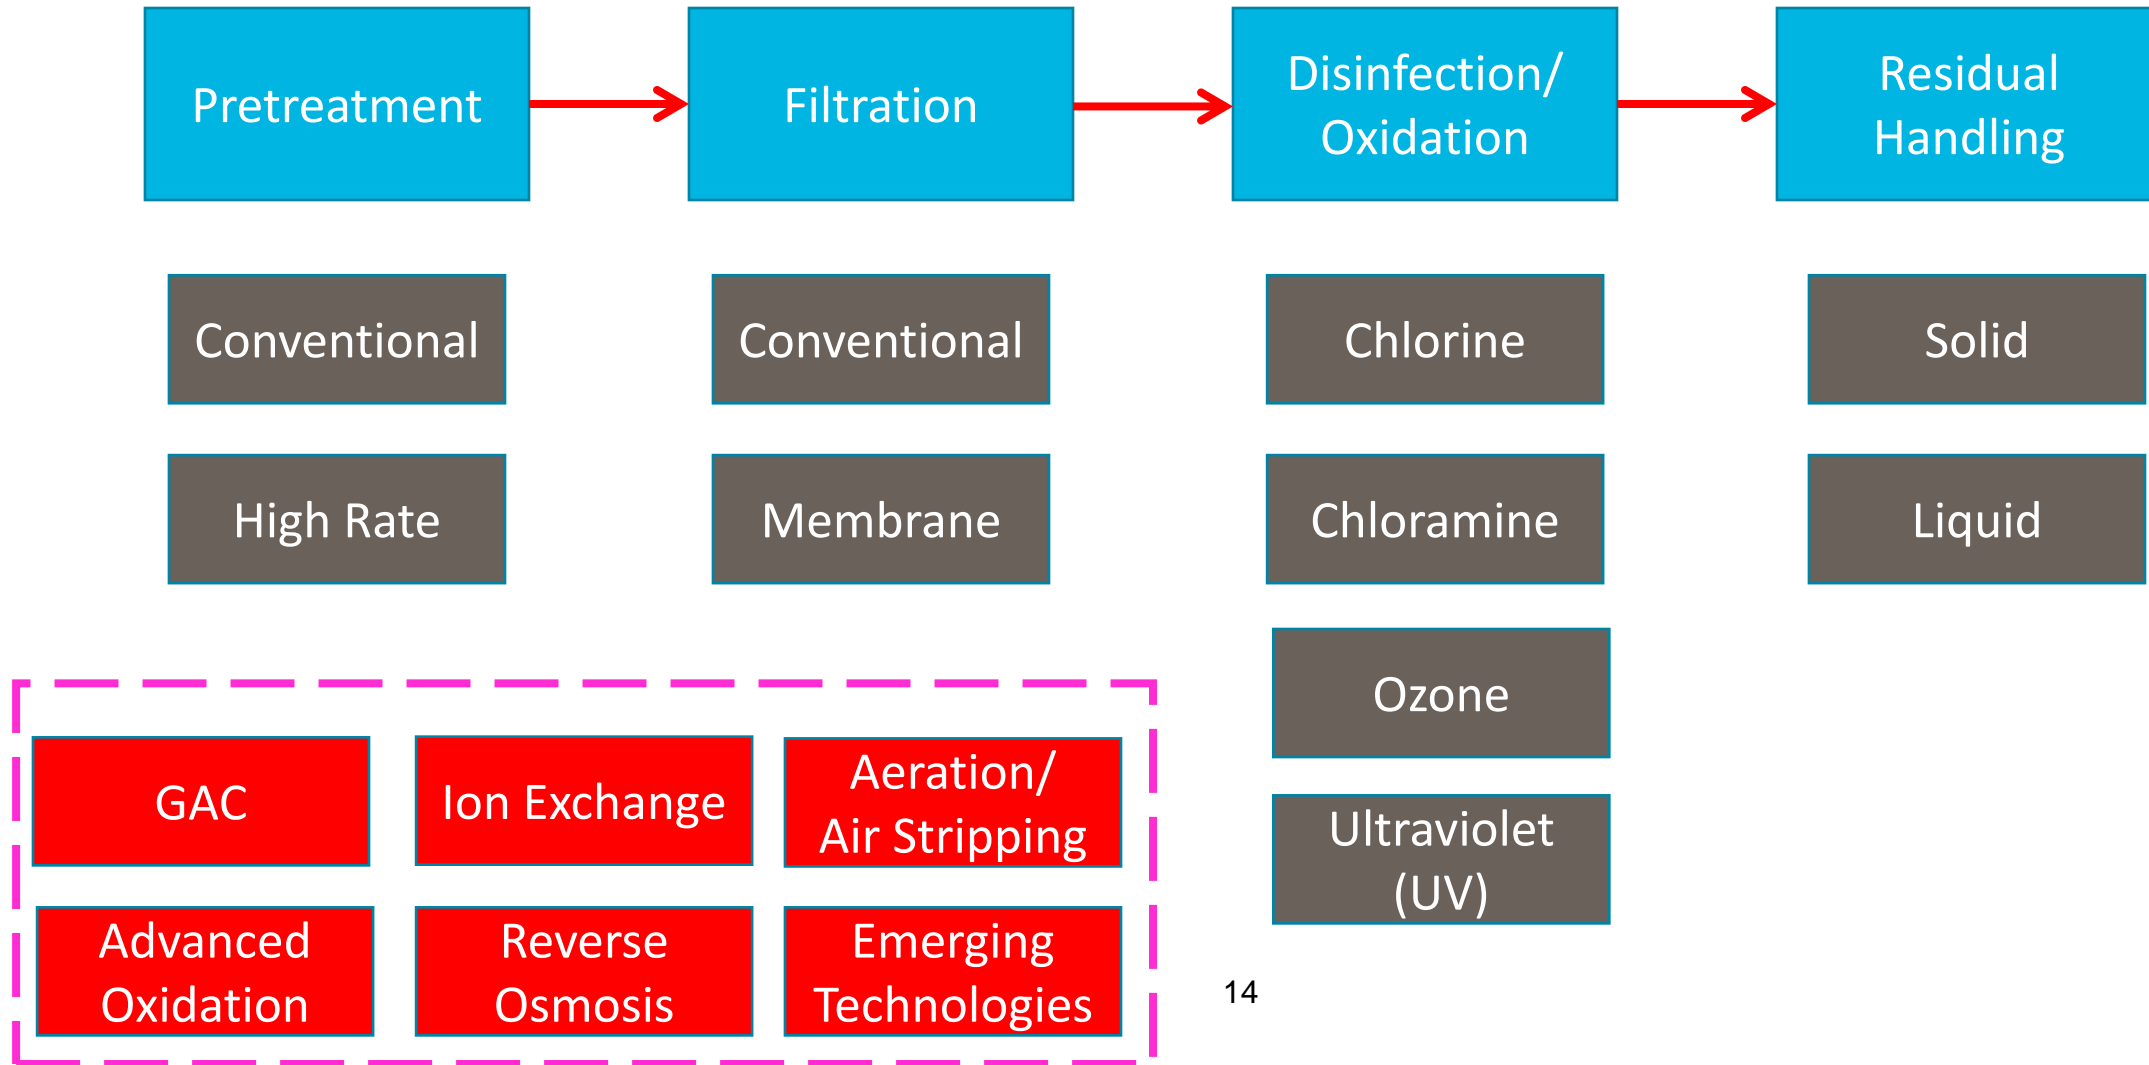 Pretreatment
Filtration
Disinfection/
Oxidation
Residual
Handling
Conventional
Conventional
Chlorine
Solid
High Rate
Membrane
Chloramine
Liquid
Ozone
GAC
Ion Exchange
Aeration/
Air Stripping
Ultraviolet
(UV)
Advanced
Oxidation
Reverse
Osmosis
Emerging
Technologies
14